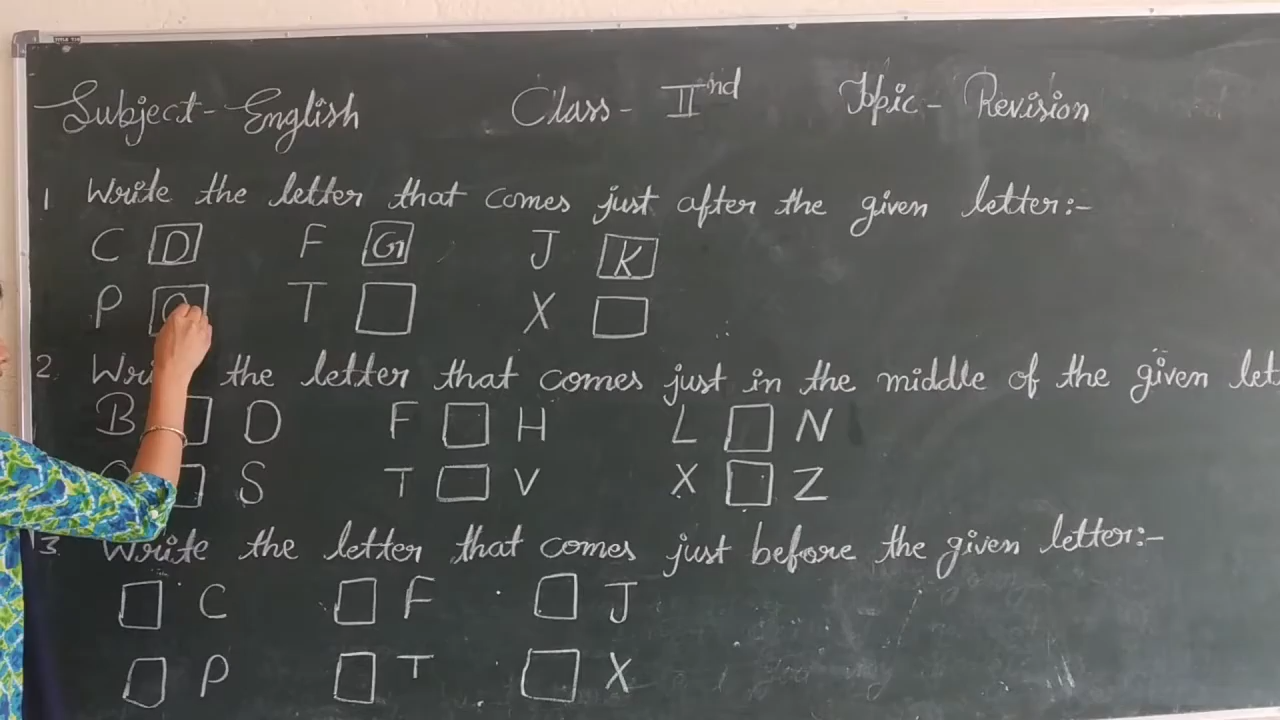 Subject- English Class- IInd Topic- Revision
1 Write the letter that comes just after the given letter:-
C D F G J K
P T X
2. the letter that comes just in the middle of the given let
B D F H L N
S T V X Z
3. Write the letter that comes just before the given letter:-
C F J
P T X